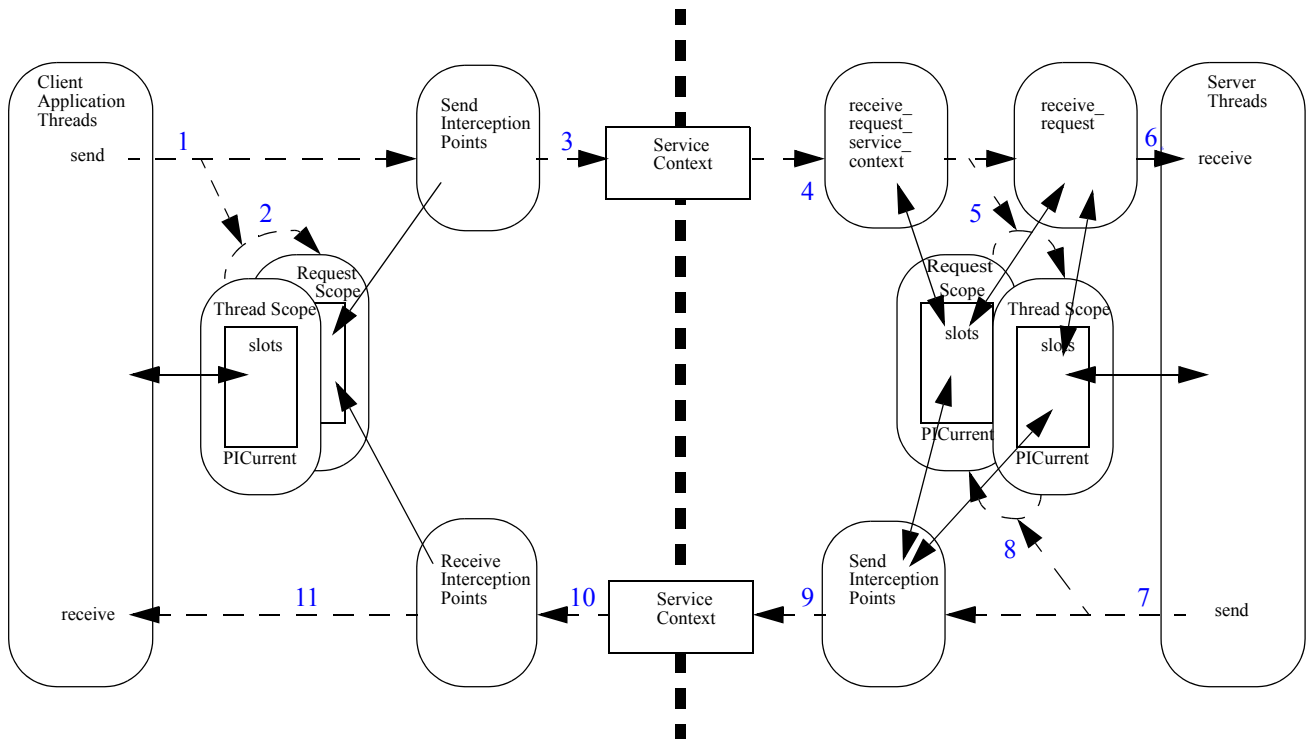 Client
Application
Threads
send
1
2
Send
Interception
Points
3
Service
Context
4
receive_
request_
service_
context
5
receive_
request_
6
Server
Threads
receive
Request
Scope
Thread Scope
slots
PICurrent
Request
Scope
slots
PICurrent
Thread Scope
slots
PICurrent
receive
11
Receive
Interception
Points
10
Service
Context
9
Send
Interception
Points
8
7
send